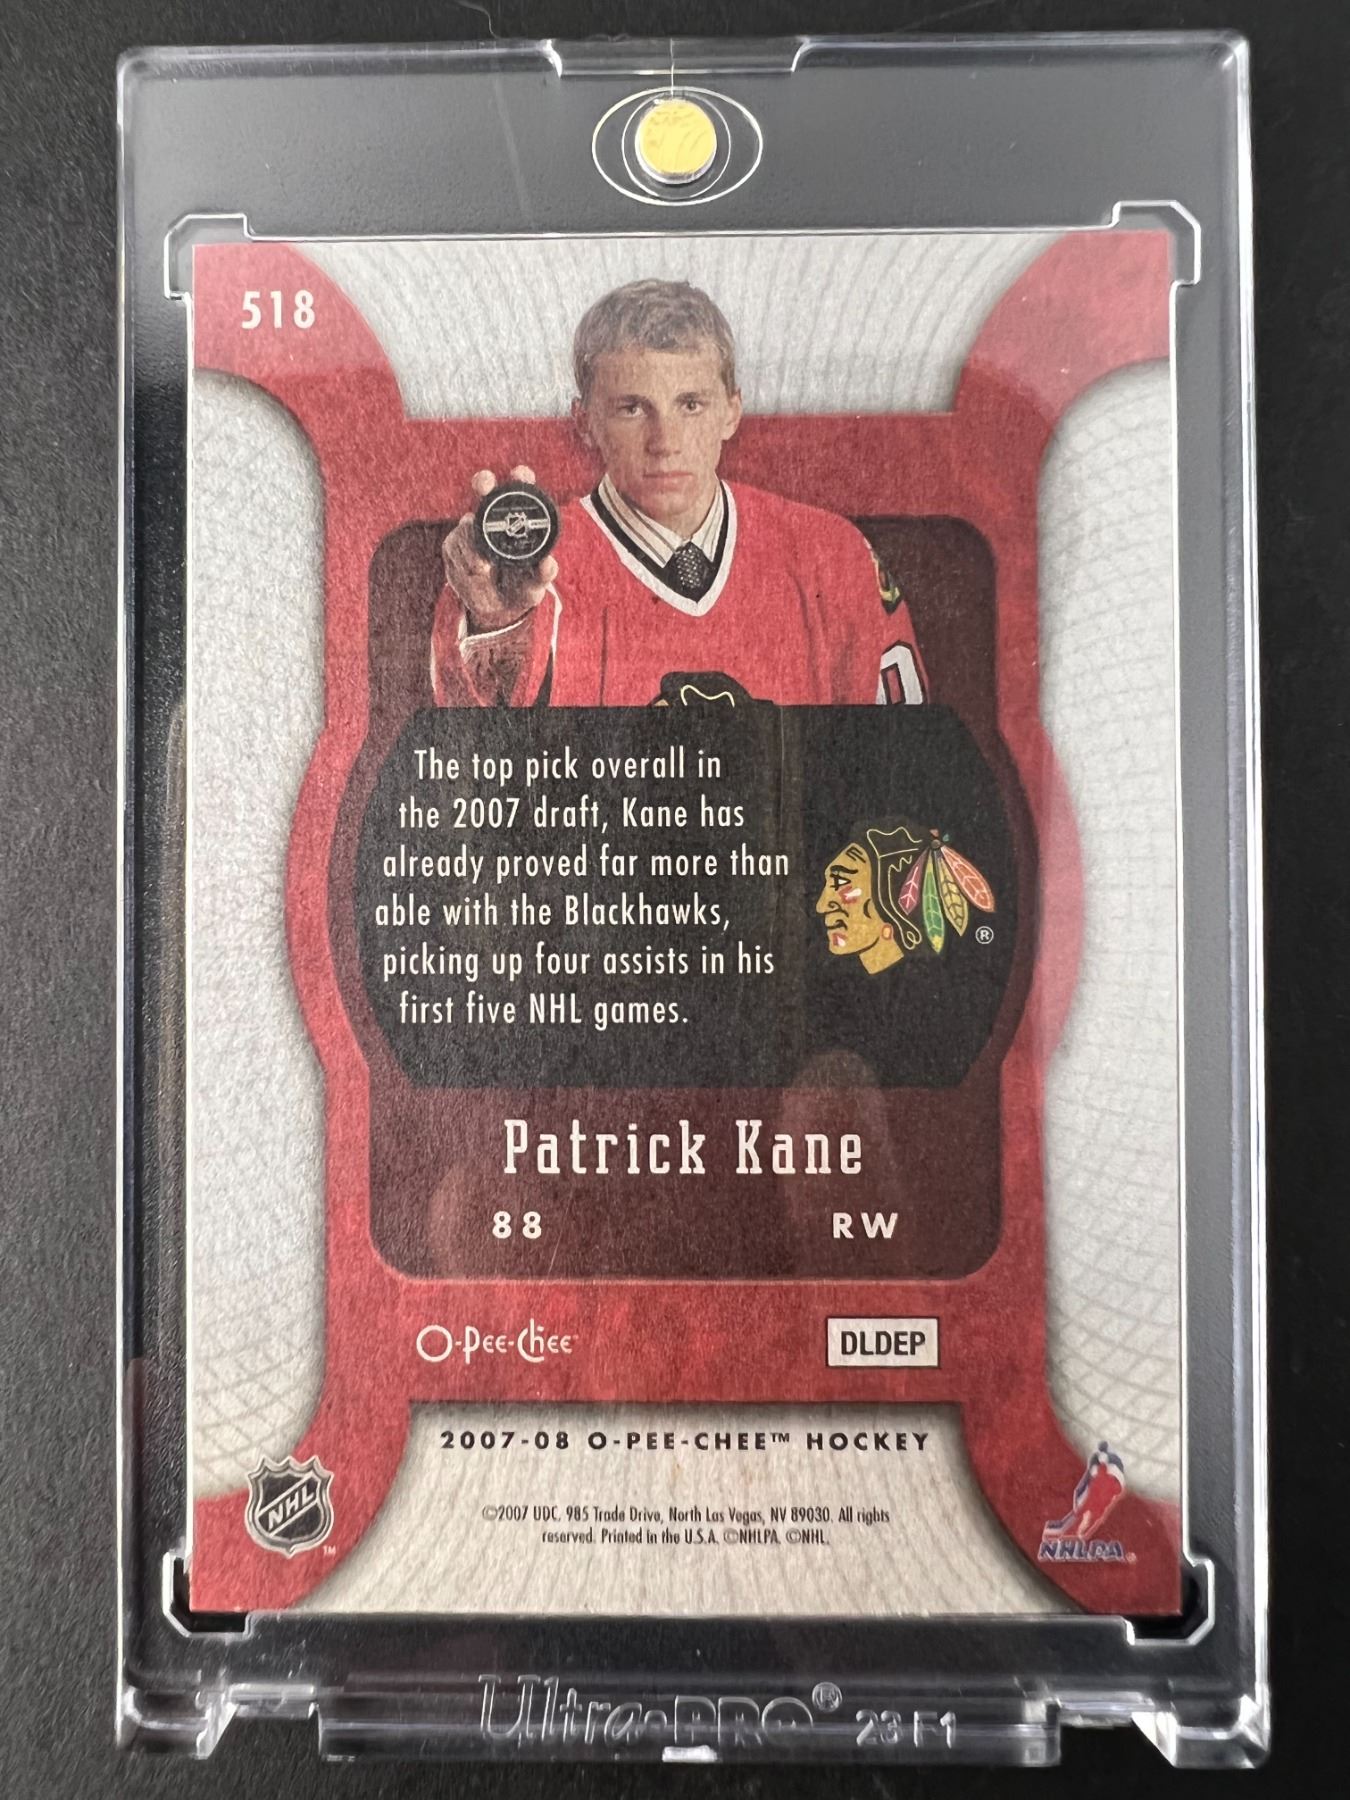 518
The top pick overall in
the 2007 draft, Kane has
already proved far more than
able with the Blackhawks,
picking up four assists in his
first five NHL games.
®
Patrick Kane
88 RW
O-Pee-Chee™ DLDEP
2007-08 O-PEE-CHEE™ HOCKEY
NHL ™
©2007 UDC. 985 Trade Drive, North Las Vegas, NV 89030. All rights
reserved. Printed in the U.S.A. ©NHLPA. ©NHL.
NHLPA®
Ultra•PRO® 23F1